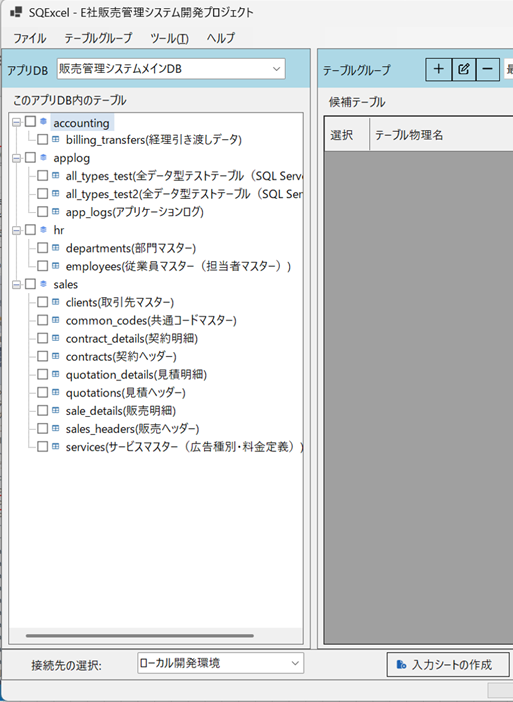 SQExcel - E社販売管理システム開発プロジェクト
ファイル テーブルグループ ツール(T) ヘルプ
アプリDB 販売管理システムメインDB
テーブルグループ
このアプリDB内のテーブル
候補テーブル
選択 テーブル物理名
accounting
billing_transfers(経理引き渡しデータ)
applog
all_types_test(全データ型テストテーブル（SQL Serve
all_types_test2(全データ型テストテーブル（SQL Ser
app_logs(アプリケーションログ)
hr
departments(部門マスター)
employees(従業員マスター（担当者マスター）)
sales
clients(取引先マスター)
common_codes(共通コードマスター)
contract_details(契約明細)
contracts(契約ヘッダー)
quotation_details(見積明細)
quotations(見積ヘッダー)
sale_details(販売明細)
sales_headers(販売ヘッダー)
services(サービスマスター（広告種別・料金定義）)
接続先の選択: ローカル開発環境
入力シートの作成